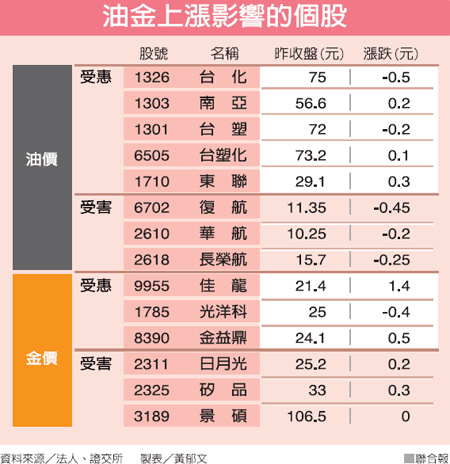 油金上漲影響的個股
股號 名稱 昨收盤(元) 漲跌(元)
油價
受惠 1326 台化 75 -0.5
1303 南亞 56.6 0.2
1301 台塑 72 -0.2
6505 台塑化 73.2 0.1
1710 東聯 29.1 0.3
受害 6702 復航 11.35 -0.45
2610 華航 10.25 -0.2
2618 長榮航 15.7 -0.25
金價
受惠 9955 佳龍 21.4 1.4
1785 光洋科 25 -0.4
8390 金益鼎 24.1 0.5
受害 2311 日月光 25.2 0.2
2325 矽品 33 0.3
3189 景碩 106.5 0
資料來源／法人、證交所 製表／黃郁文 ■聯合報